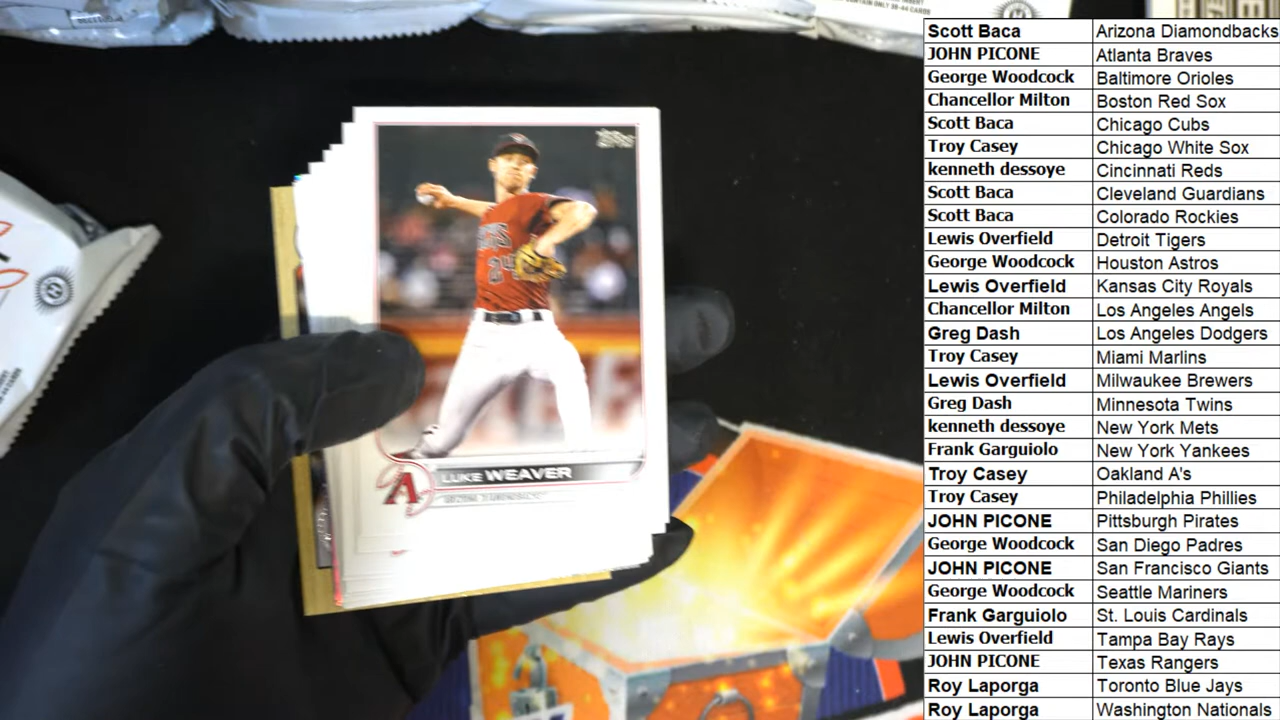 Scott Baca Arizona Diamondbacks
JOHN PICONE Atlanta Braves
George Woodcock Baltimore Orioles
Chancellor Milton Boston Red Sox
Scott Baca Chicago Cubs
Troy Casey Chicago White Sox
kenneth dessoye Cincinnati Reds
Scott Baca Cleveland Guardians
Scott Baca Colorado Rockies
Lewis Overfield Detroit Tigers
George Woodcock Houston Astros
Lewis Overfield Kansas City Royals
Chancellor Milton Los Angeles Angels
Greg Dash Los Angeles Dodgers
Troy Casey Miami Marlins
Lewis Overfield Milwaukee Brewers
Greg Dash Minnesota Twins
kenneth dessoye New York Mets
Frank Garguiolo New York Yankees
Troy Casey Oakland A's
Troy Casey Philadelphia Phillies
JOHN PICONE Pittsburgh Pirates
George Woodcock San Diego Padres
JOHN PICONE San Francisco Giants
George Woodcock Seattle Mariners
Frank Garguiolo St. Louis Cardinals
Lewis Overfield Tampa Bay Rays
JOHN PICONE Texas Rangers
Roy Laporga Toronto Blue Jays
Roy Laporga Washington Nationals
Topps
24
A
LUKE WEAVER